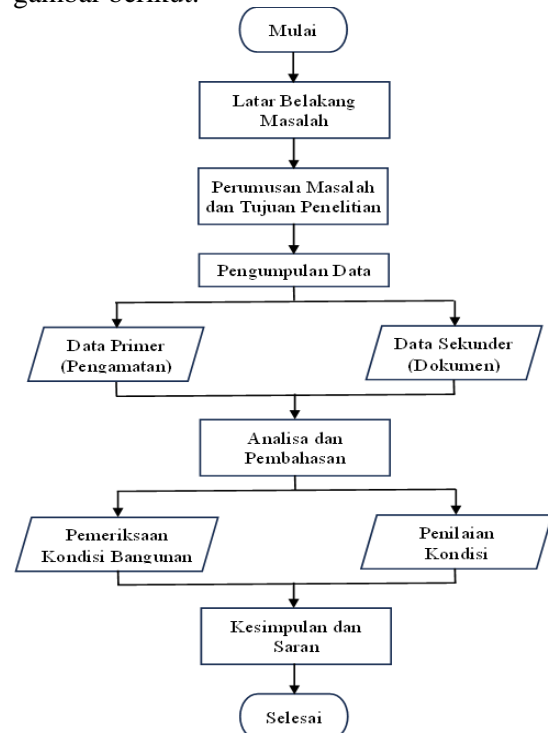 gambar berikut:
Mulai
Latar Belakang
Masalah
Perumusan Masalah
dan Tujuan Penelitian
Pengumpulan Data
Data Primer
(Pengamatan)
Data Sekunder
(Dokumen)
Analisa dan
Pembahasan
Pemeriksaan
Kondisi Bangunan
Penilaian
Kondisi
Kesimpulan dan
Saran
Selesai